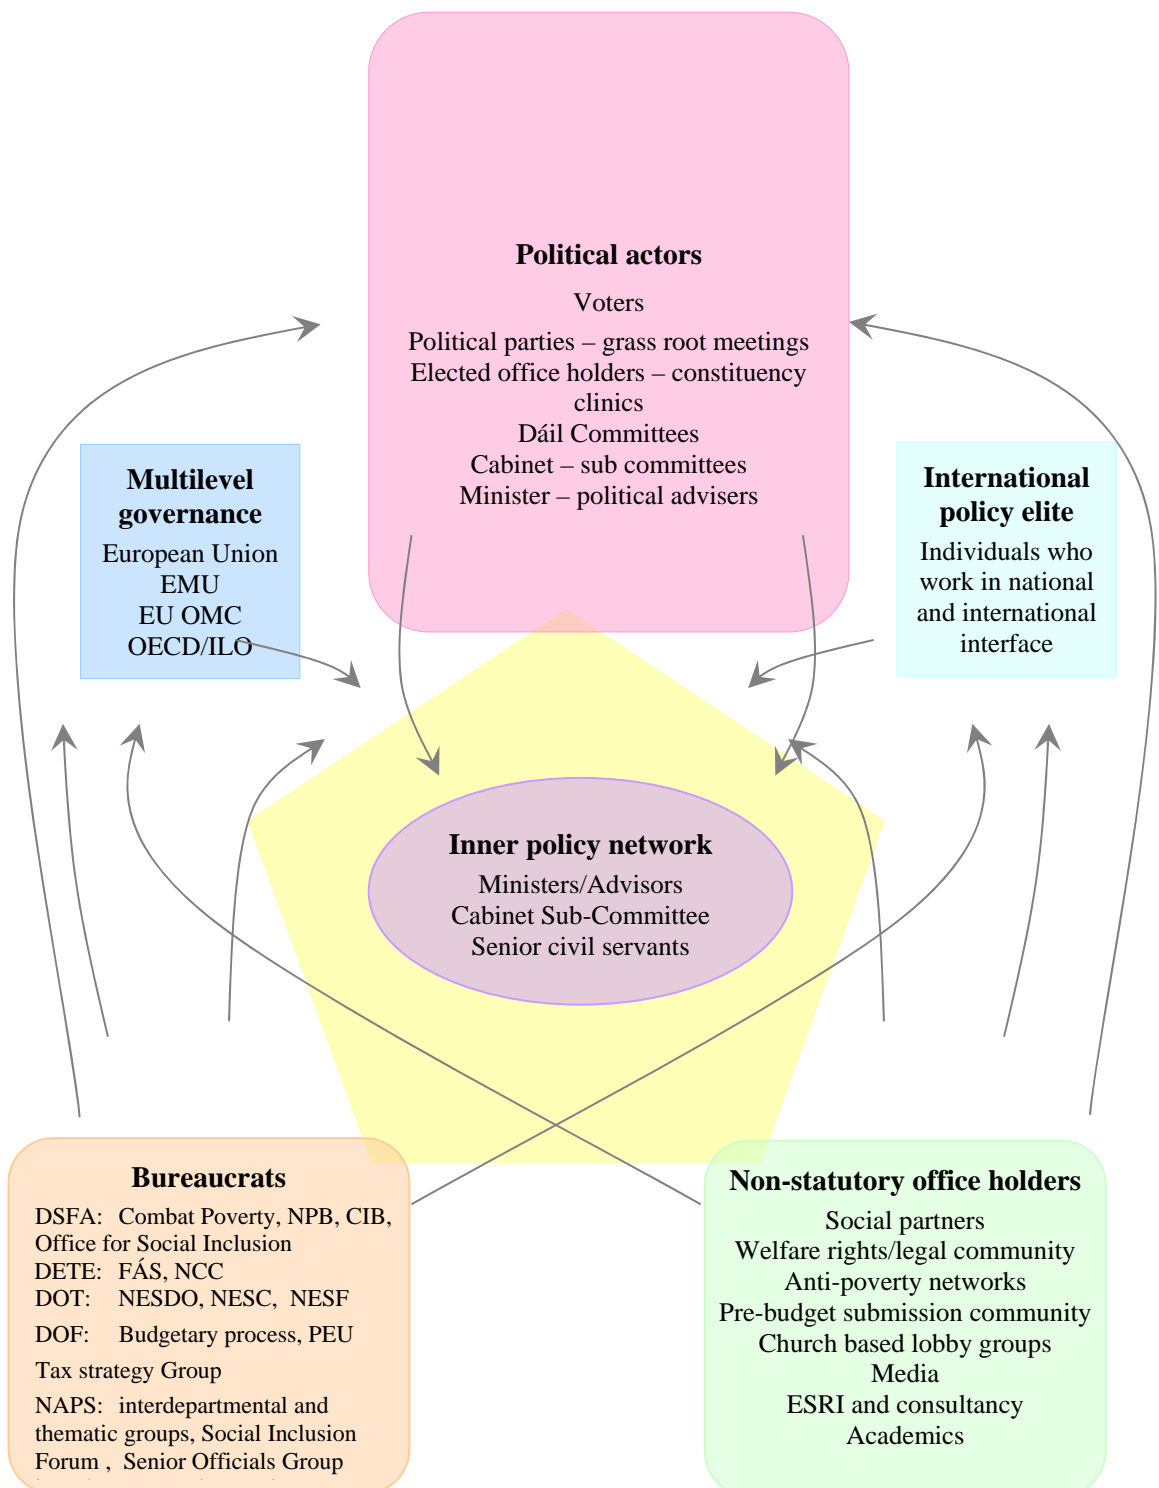 Political actors
Voters
Political parties – grass root meetings
Elected office holders – constituency
clinics
Dáil Committees
Cabinet – sub committees
Minister – political advisers
Multilevel
governance
European Union
EMU
EU OMC
OECD/ILO
International
policy elite
Individuals who
work in national
and international
interface
Inner policy network
Ministers/Advisors
Cabinet Sub-Committee
Senior civil servants
Bureaucrats
DSFA: Combat Poverty, NPB, CIB,
Office for Social Inclusion
DETE: FÁS, NCC
DOT: NESDO, NESC, NESF
DOF: Budgetary process, PEU
Tax strategy Group
NAPS: interdepartmental and
thematic groups, Social Inclusion
Forum , Senior Officials Group
Non-statutory office holders
Social partners
Welfare rights/legal community
Anti-poverty networks
Pre-budget submission community
Church based lobby groups
Media
ESRI and consultancy
Academics